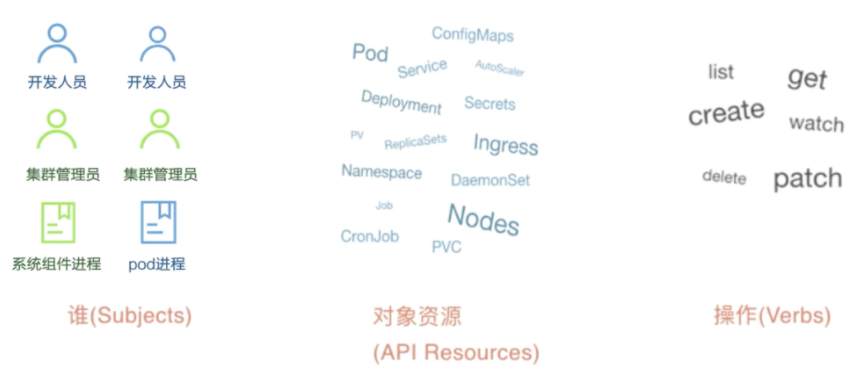 开发人员 开发人员
集群管理员 集群管理员
系统组件进程 pod进程
谁(Subjects)
ConfigMaps
Pod
Service
AutoScaler
Deployment
Secrets
PV
ReplicaSets
Ingress
Namespace
DaemonSet
Job
Nodes
CronJob
PVC
对象资源
(API Resources)
list
get
create
watch
delete
patch
操作(Verbs)